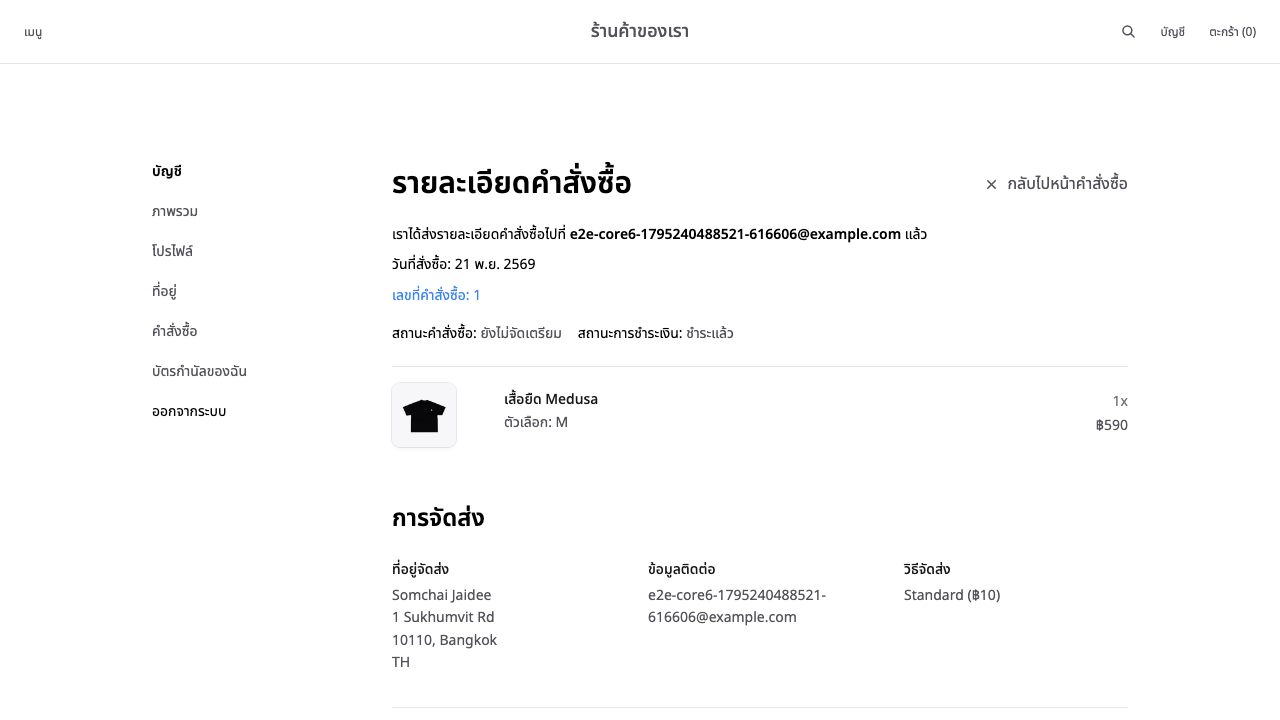 เมนู
ร้านค้าของเรา
บัญชี
ตะกร้า (0)
บัญชี
ภาพรวม
โปรไฟล์
ที่อยู่
คำสั่งซื้อ
บัตรกำนัลของฉัน
ออกจากระบบ
รายละเอียดคำสั่งซื้อ
กลับไปหน้าคำสั่งซื้อ
เราได้ส่งรายละเอียดคำสั่งซื้อไปที่ e2e-core6-1795240488521-616606@example.com แล้ว
วันที่สั่งซื้อ: 21 พ.ย. 2569
เลขที่คำสั่งซื้อ: 1
สถานะคำสั่งซื้อ: ยังไม่จัดเตรียม สถานะการชำระเงิน: ชำระแล้ว
เสื้อยืด Medusa
ตัวเลือก: M
1x
฿590
การจัดส่ง
ที่อยู่จัดส่ง
Somchai Jaidee
1 Sukhumvit Rd
10110, Bangkok
TH
ข้อมูลติดต่อ
e2e-core6-1795240488521-
616606@example.com
วิธีจัดส่ง
Standard (฿10)